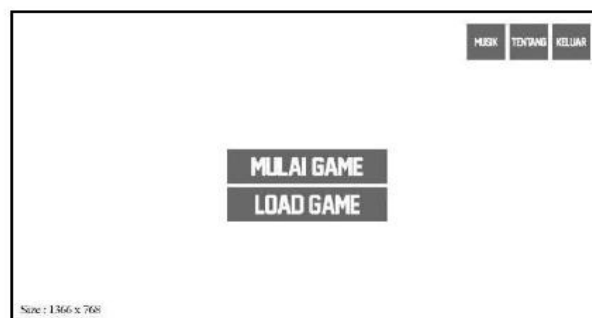 MUSIK TENTANG KELUAR
MULAI GAME
LOAD GAME
Size : 1366 x 768